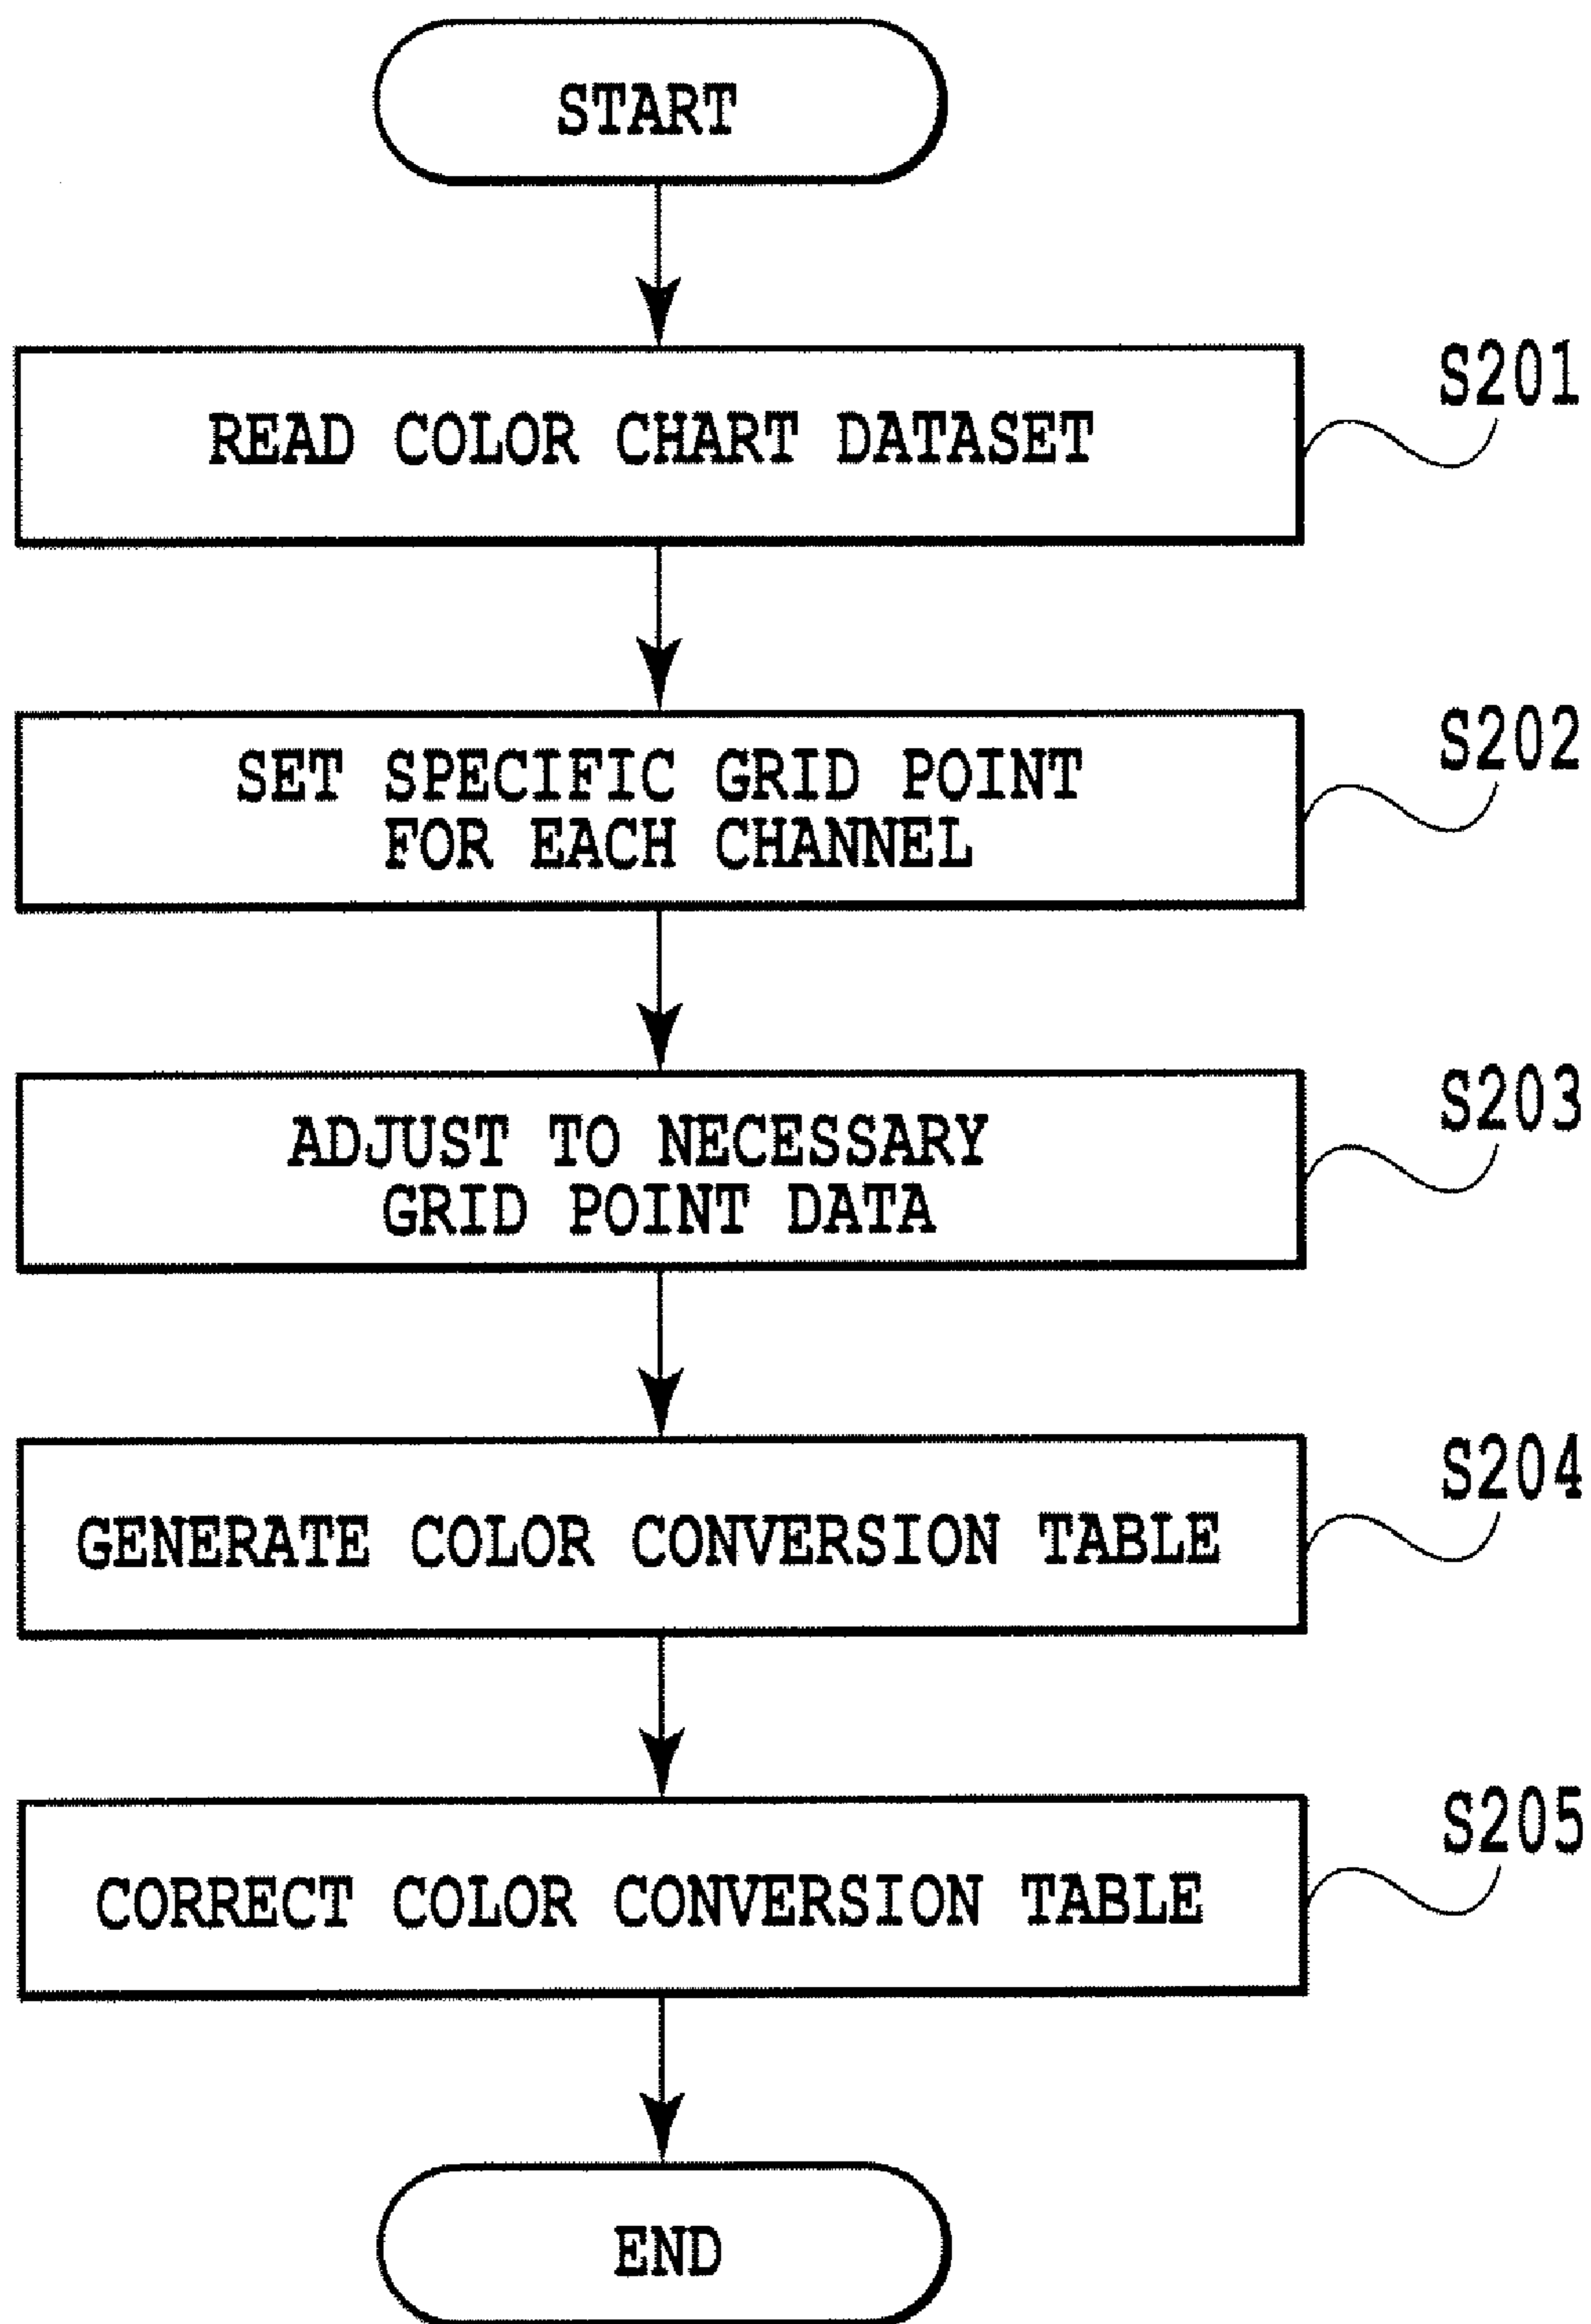 START
READ COLOR CHART DATASET
S201
SET SPECIFIC GRID POINT
FOR EACH CHANNEL
S202
ADJUST TO NECESSARY
GRID POINT DATA
S203
GENERATE COLOR CONVERSION TABLE
S204
CORRECT COLOR CONVERSION TABLE
S205
END